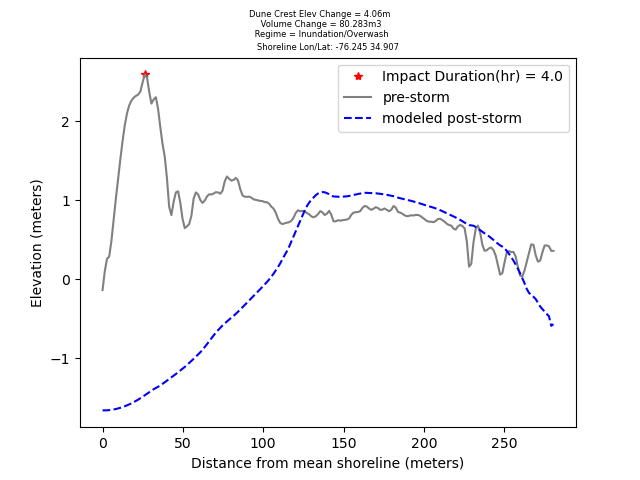 Dune Crest Elev Change = 4.06m
Volume Change = 80.283m3
Regime = Inundation/Overwash
Shoreline Lon/Lat: -76.245 34.907
Impact Duration(hr) = 4.0
pre-storm
modeled post-storm
Elevation (meters)
2
1
0
−1
0 50 100 150 200 250
Distance from mean shoreline (meters)